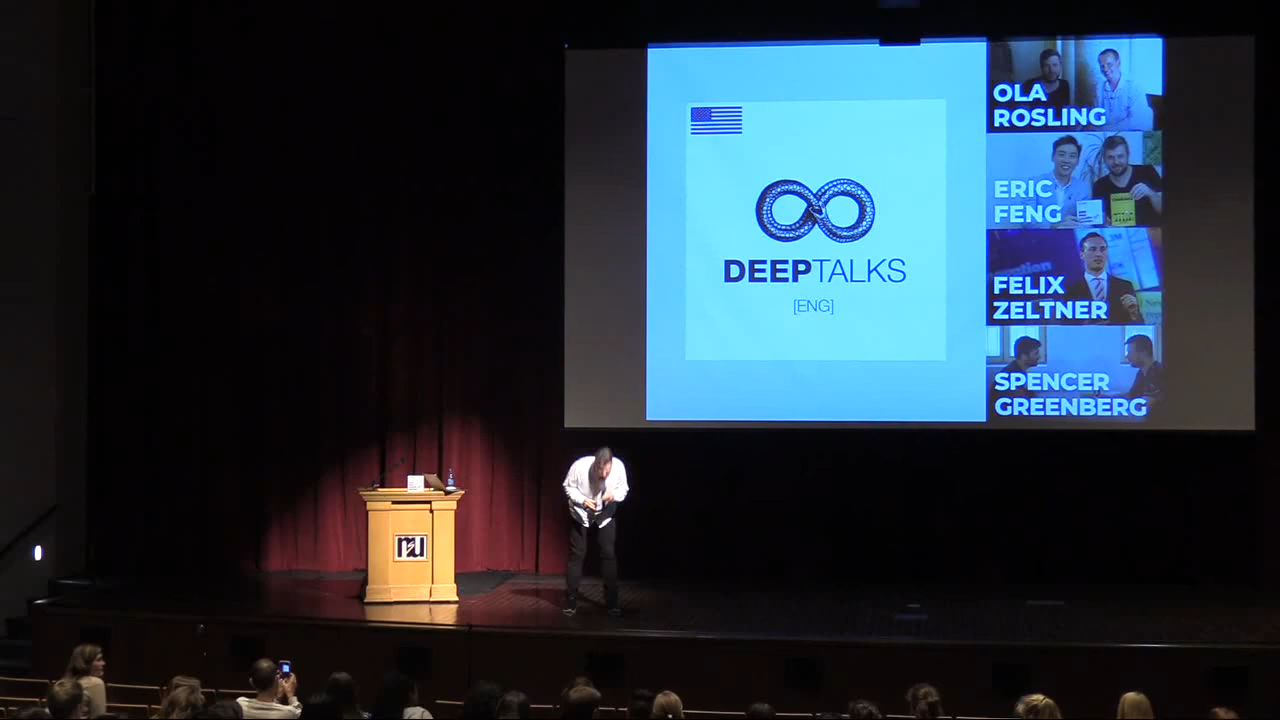 DEEPTALKS
[ENG]
OLA
ROSLING
ERIC
FENG
FELIX
ZELTNER
SPENCER
GREENBERG